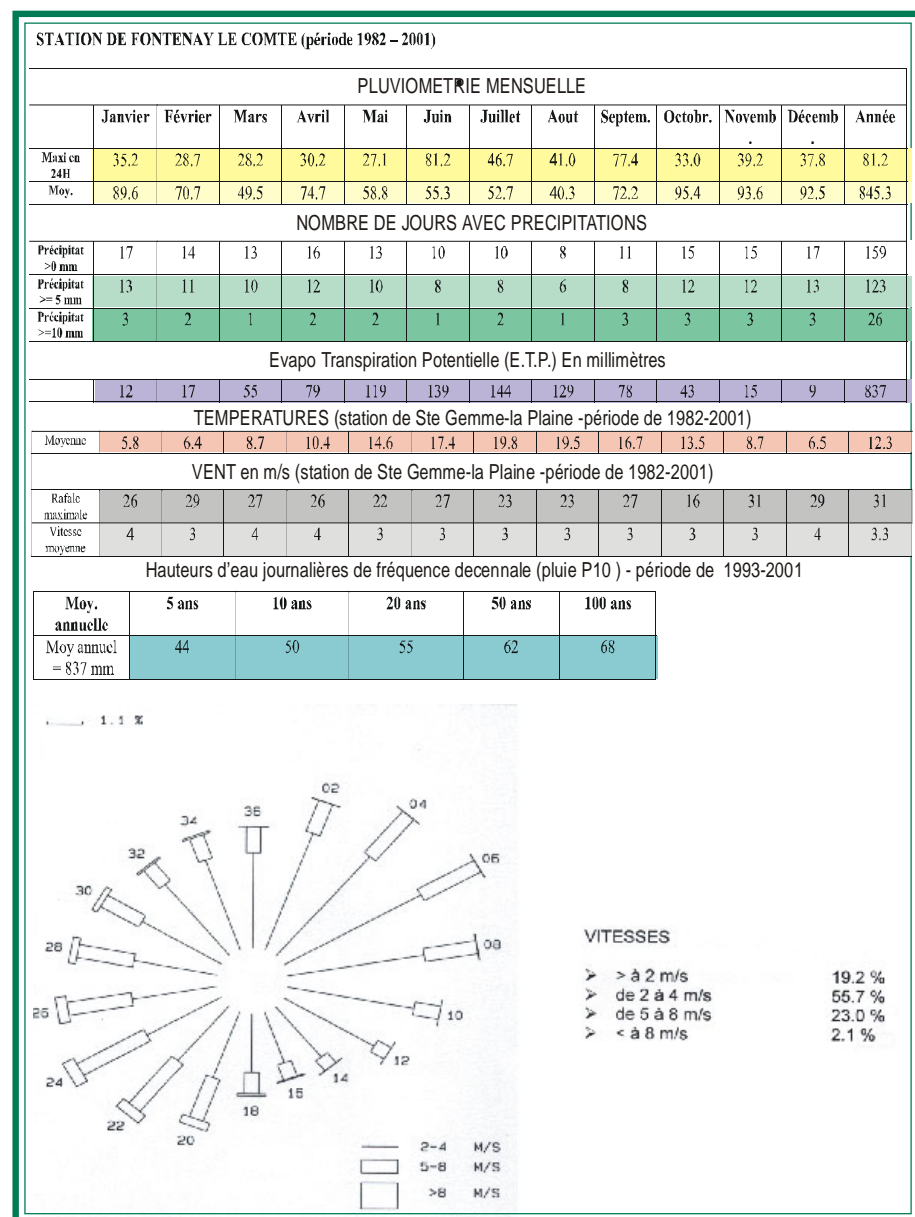 STATION DE FONTENAY LE COMTE (période 1982 – 2001)
PLUVIOMETRIE MENSUELLE
Janvier Février Mars Avril Mai Juin Juillet Aout Septem. Octobr. Novemb. Décemb. Année
Maxi en 24H 35.2 28.7 28.2 30.2 27.1 81.2 46.7 41.0 77.4 33.0 39.2 37.8 81.2
Moy. 89.6 70.7 49.5 74.7 58.8 55.3 52.7 40.3 72.2 95.4 93.6 92.5 845.3
NOMBRE DE JOURS AVEC PRECIPITATIONS
Précipitat >0 mm 17 14 13 16 13 10 10 8 11 15 15 17 159
Précipitat >= 5 mm 13 11 10 12 10 8 8 6 8 12 12 13 123
Précipitat >=10 mm 3 2 1 2 2 1 2 1 3 3 3 3 26
Evapo Transpiration Potentielle (E.T.P.) En millimètres
12 17 55 79 119 139 144 129 78 43 15 9 837
TEMPERATURES (station de Ste Gemme-la Plaine -période de 1982-2001)
Moyenne 5.8 6.4 8.7 10.4 14.6 17.4 19.8 19.5 16.7 13.5 8.7 6.5 12.3
VENT en m/s (station de Ste Gemme-la Plaine -période de 1982-2001)
Rafale maximale 26 29 27 26 22 27 23 23 27 16 31 29 31
Vitesse moyenne 4 3 4 4 3 3 3 3 3 3 3 4 3.3
Hauteurs d'eau journalières de fréquence decennale (pluie P10 ) - période de 1993-2001
Moy. annuelle 5 ans 10 ans 20 ans 50 ans 100 ans
Moy annuel = 837 mm 44 50 55 62 68
1.1 %
36
02
04
06
08
10
12
14
15
18
20
22
24
26
28
30
32
34
2-4 M/S
5-8 M/S
>8 M/S
VITESSES
➢ > à 2 m/s 19.2 %
➢ de 2 à 4 m/s 55.7 %
➢ de 5 à 8 m/s 23.0 %
➢ < à 8 m/s 2.1 %